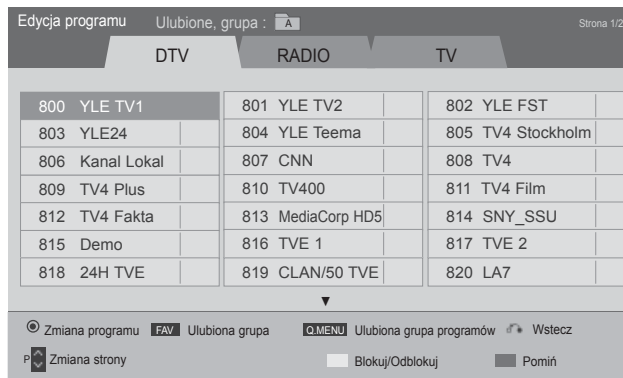 Edycja programu Ulubione, grupa : A Strona 1/2
DTV RADIO TV
800 YLE TV1 801 YLE TV2 802 YLE FST
803 YLE24 804 YLE Teema 805 TV4 Stockholm
806 Kanal Lokal 807 CNN 808 TV4
809 TV4 Plus 810 TV400 811 TV4 Film
812 TV4 Fakta 813 MediaCorp HD5 814 SNY_SSU
815 Demo 816 TVE 1 817 TVE 2
818 24H TVE 819 CLAN/50 TVE 820 LA7
Zmiana programu FAV Ulubiona grupa Q.MENU Ulubiona grupa programów Wstecz
P Zmiana strony Blokuj/Odblokuj Pomiń